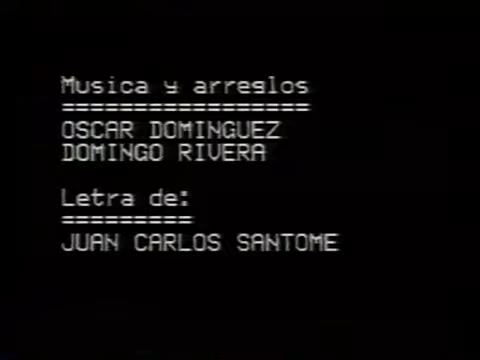 Musica y arreglos
=================
OSCAR DOMINGUEZ
DOMINGO RIVERA
Letra de:
=========
JUAN CARLOS SANTOME